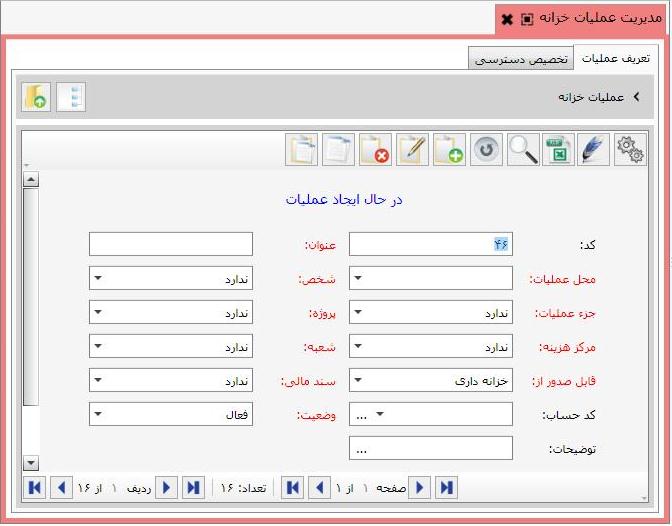 مدیریت عملیات خزانه
تعریف عملیات تخصیص دسترسی
عملیات خزانه
در حال ایجاد عملیات
کد: ۴۶ عنوان:
محل عملیات: شخص: ندارد
جزء عملیات: ندارد پروژه: ندارد
مرکز هزینه: ندارد شعبه: ندارد
قابل صدور از: خزانه داری سند مالی: ندارد
کد حساب: ... وضعیت: فعال
توضیحات: ...
صفحه ۱ از ۱ تعداد: ۱۶ ردیف ۱ از ۱۶